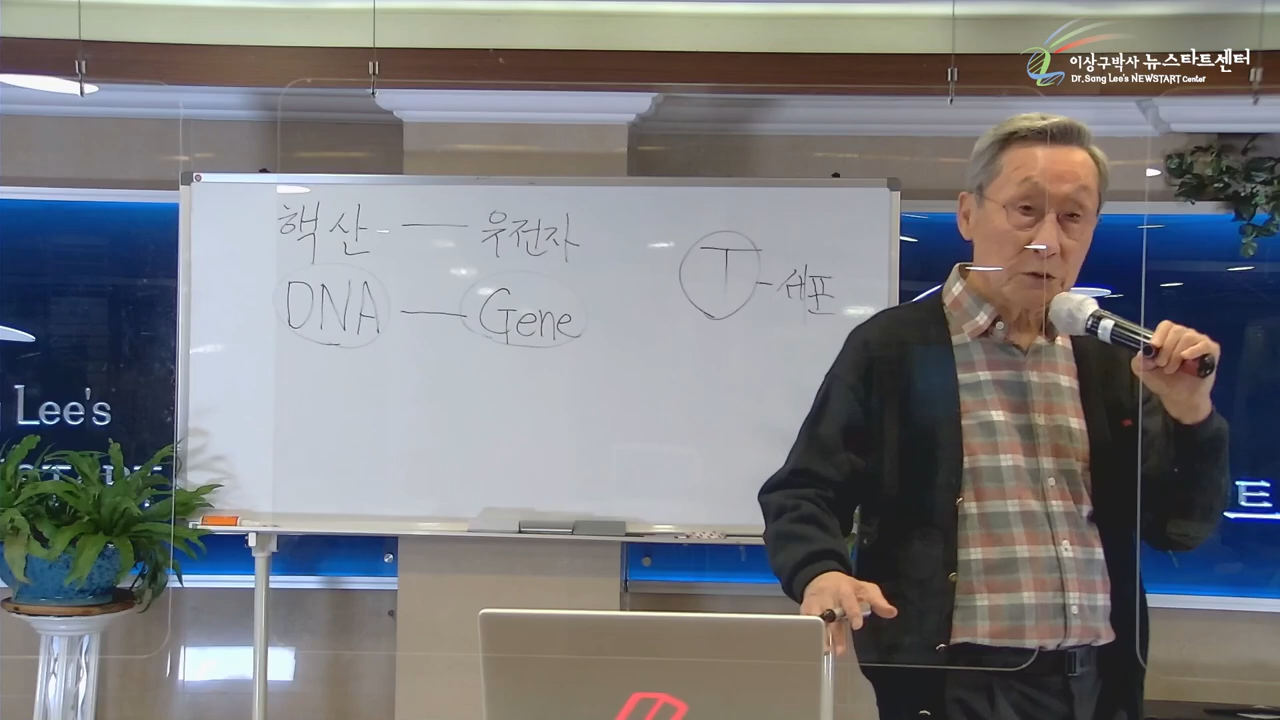 이상구박사 뉴스타트센터
Dr. Sang Lee's NEWSTART Center
핵산 — 유전자
DNA — Gene
T - 세포
Lee's
트